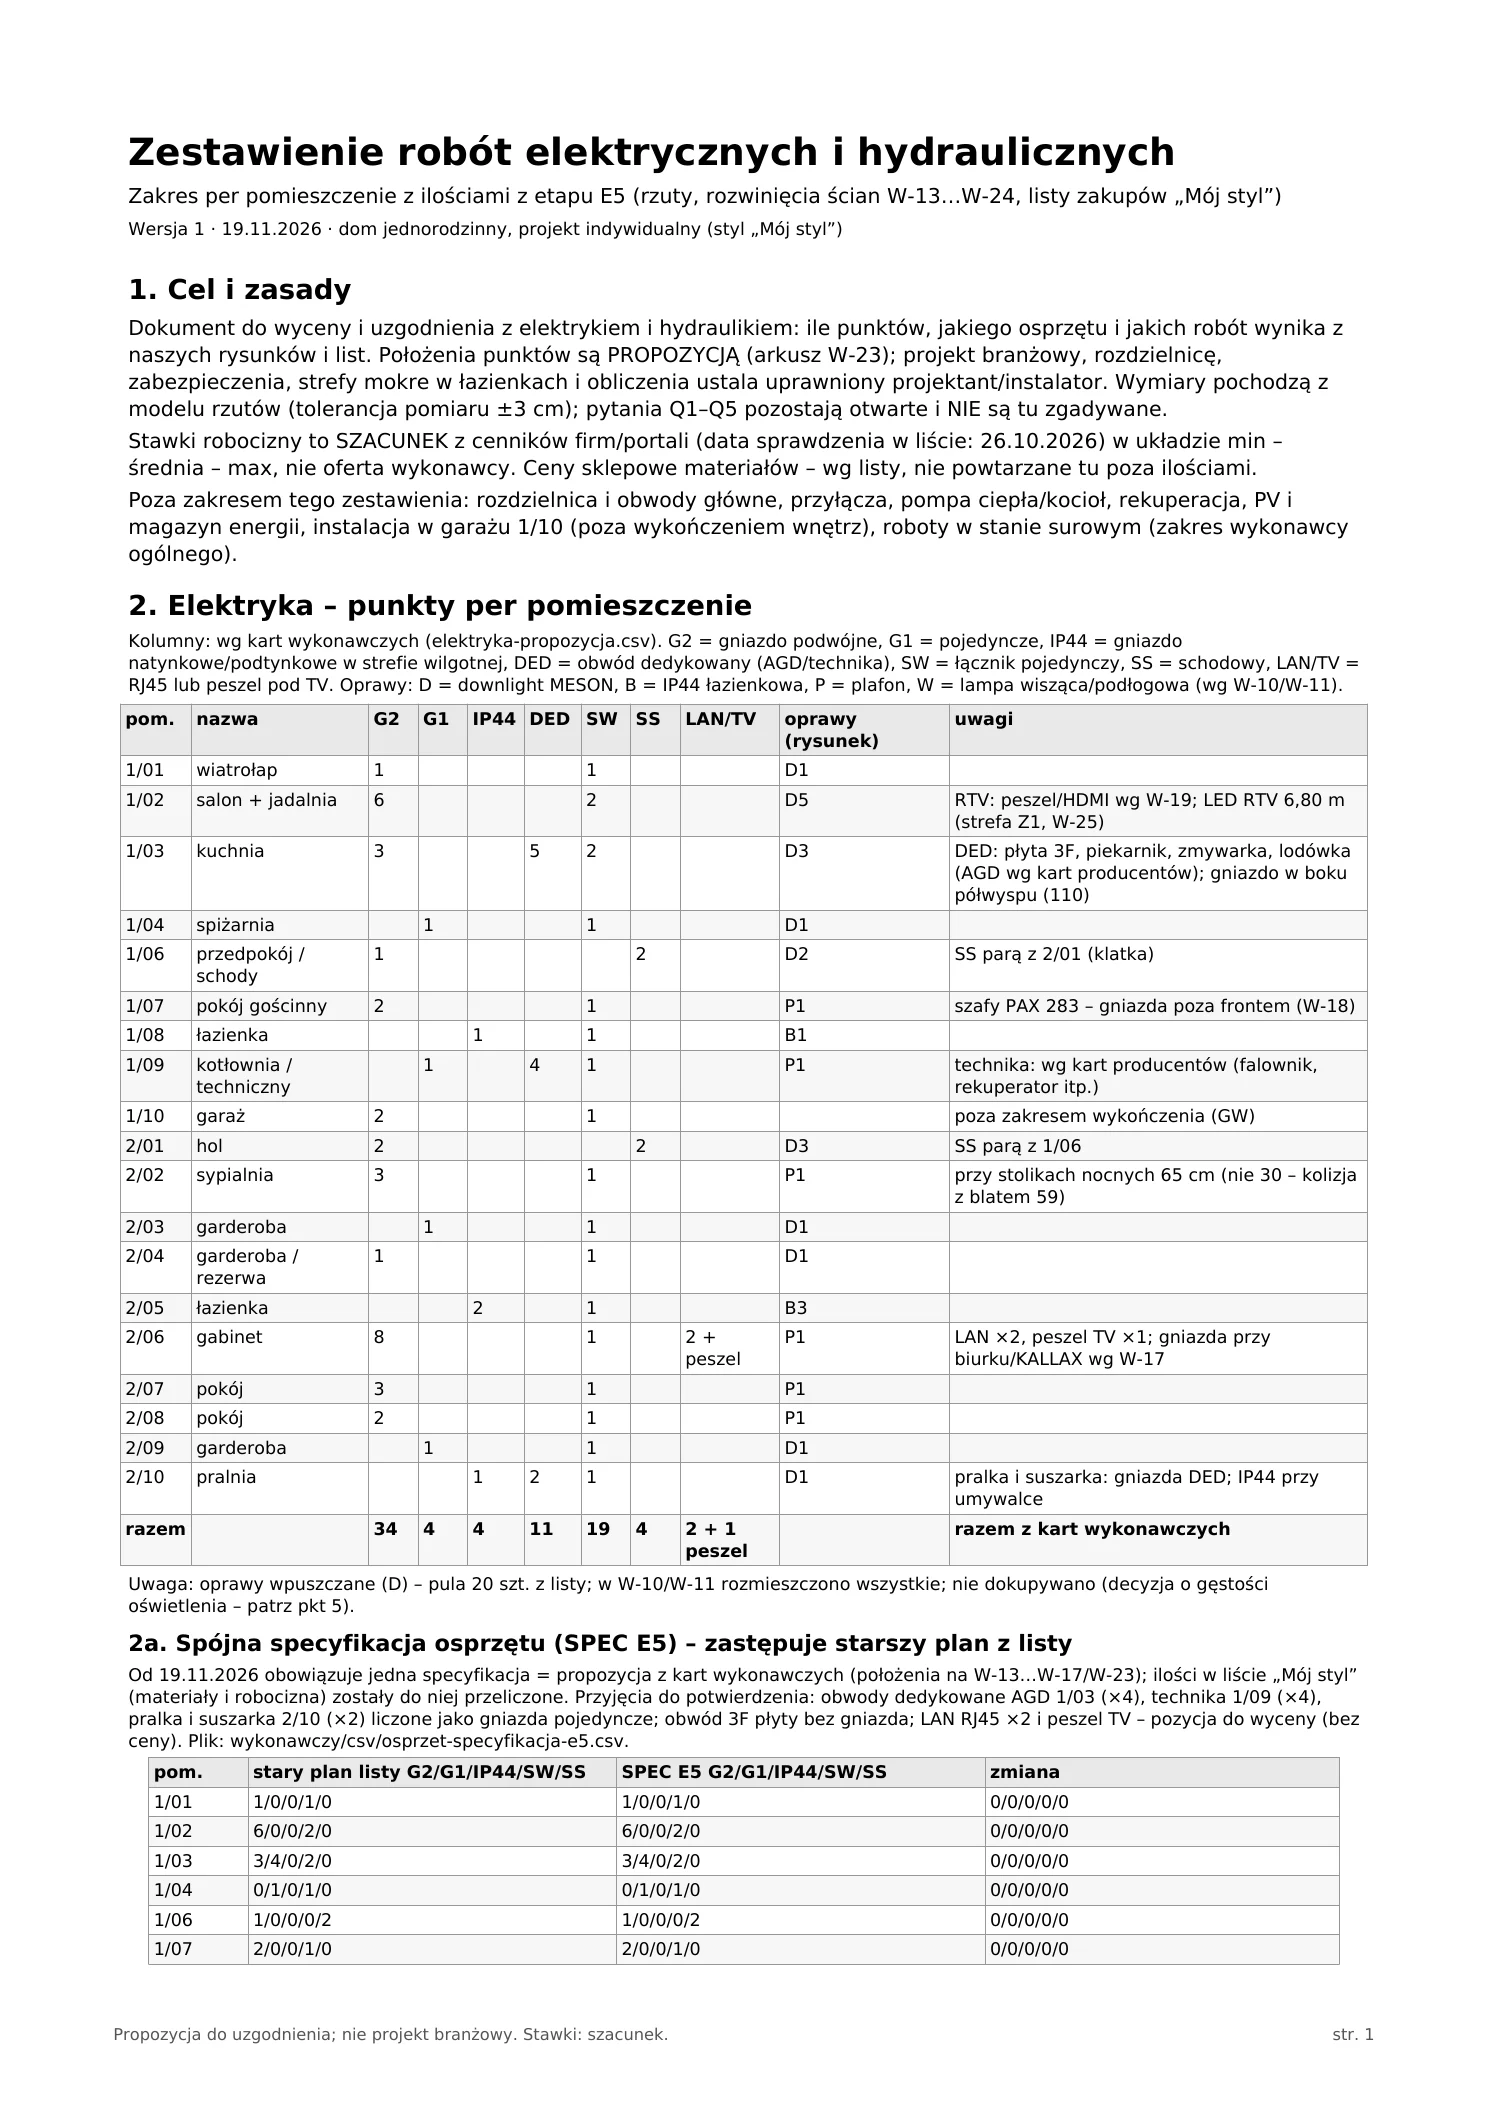 Zestawienie robót elektrycznych i hydraulicznych
Zakres per pomieszczenie z ilościami z etapu E5 (rzuty, rozwinięcia ścian W-13…W-24, listy zakupów „Mój styl”)
Wersja 1 · 19.11.2026 · dom jednorodzinny, projekt indywidualny (styl „Mój styl”)
1. Cel i zasady
Dokument do wyceny i uzgodnienia z elektrykiem i hydraulikiem: ile punktów, jakiego osprzętu i jakich robót wynika z
naszych rysunków i list. Położenia punktów są PROPOZYCJĄ (arkusz W-23); projekt branżowy, rozdzielnicę,
zabezpieczenia, strefy mokre w łazienkach i obliczenia ustala uprawniony projektant/instalator. Wymiary pochodzą z
modelu rzutów (tolerancja pomiaru ±3 cm); pytania Q1–Q5 pozostają otwarte i NIE są tu zgadywane.
Stawki robocizny to SZACUNEK z cenników firm/portali (data sprawdzenia w liście: 26.10.2026) w układzie min –
średnia – max, nie oferta wykonawcy. Ceny sklepowe materiałów – wg listy, nie powtarzane tu poza ilościami.
Poza zakresem tego zestawienia: rozdzielnica i obwody główne, przyłącza, pompa ciepła/kocioł, rekuperacja, PV i
magazyn energii, instalacja w garażu 1/10 (poza wykończeniem wnętrz), roboty w stanie surowym (zakres wykonawcy
ogólnego).
2. Elektryka – punkty per pomieszczenie
Kolumny: wg kart wykonawczych (elektryka-propozycja.csv). G2 = gniazdo podwójne, G1 = pojedyncze, IP44 = gniazdo
natynkowe/podtynkowe w strefie wilgotnej, DED = obwód dedykowany (AGD/technika), SW = łącznik pojedynczy, SS = schodowy, LAN/TV =
RJ45 lub peszel pod TV. Oprawy: D = downlight MESON, B = IP44 łazienkowa, P = plafon, W = lampa wisząca/podłogowa (wg W-10/W-11).
pom. nazwa G2 G1 IP44 DED SW SS LAN/TV oprawy (rysunek) uwagi
1/01 wiatrołap 1 1 D1
1/02 salon + jadalnia 6 2 D5 RTV: peszel/HDMI wg W-19; LED RTV 6,80 m
(strefa Z1, W-25)
1/03 kuchnia 3 5 2 D3 DED: płyta 3F, piekarnik, zmywarka, lodówka
(AGD wg kart producentów); gniazdo w boku
półwyspu (110)
1/04 spiżarnia 1 1 D1
1/06 przedpokój / schody 1 2 D2 SS parą z 2/01 (klatka)
1/07 pokój gościnny 2 1 P1 szafy PAX 283 – gniazda poza frontem (W-18)
1/08 łazienka 1 1 B1
1/09 kotłownia / techniczny 1 4 1 P1 technika: wg kart producentów (falownik,
rekuperator itp.)
1/10 garaż 2 1 poza zakresem wykończenia (GW)
2/01 hol 2 2 D3 SS parą z 1/06
2/02 sypialnia 3 1 P1 przy stolikach nocnych 65 cm (nie 30 – kolizja
z blatem 59)
2/03 garderoba 1 1 D1
2/04 garderoba / rezerwa 1 1 D1
2/05 łazienka 2 1 B3
2/06 gabinet 8 1 2 + peszel P1 LAN ×2, peszel TV ×1; gniazda przy
biurku/KALLAX wg W-17
2/07 pokój 3 1 P1
2/08 pokój 2 1 P1
2/09 garderoba 1 1 D1
2/10 pralnia 1 2 1 D1 pralka i suszarka: gniazda DED; IP44 przy
umywalce
razem 34 4 4 11 19 4 2 + 1 peszel razem z kart wykonawczych
Uwaga: oprawy wpuszczane (D) – pula 20 szt. z listy; w W-10/W-11 rozmieszczono wszystkie; nie dokupywano (decyzja o gęstości
oświetlenia – patrz pkt 5).
2a. Spójna specyfikacja osprzętu (SPEC E5) – zastępuje starszy plan z listy
Od 19.11.2026 obowiązuje jedna specyfikacja = propozycja z kart wykonawczych (położenia na W-13…W-17/W-23); ilości w liście „Mój styl”
(materiały i robocizna) zostały do niej przeliczone. Przyjęcia do potwierdzenia: obwody dedykowane AGD 1/03 (×4), technika 1/09 (×4),
pralka i suszarka 2/10 (×2) liczone jako gniazda pojedyncze; obwód 3F płyty bez gniazda; LAN RJ45 ×2 i peszel TV – pozycja do wyceny (bez
ceny). Plik: wykonawczy/csv/osprzet-specyfikacja-e5.csv.
pom. stary plan listy G2/G1/IP44/SW/SS SPEC E5 G2/G1/IP44/SW/SS zmiana
1/01 1/0/0/1/0 1/0/0/1/0 0/0/0/0/0
1/02 6/0/0/2/0 6/0/0/2/0 0/0/0/0/0
1/03 3/4/0/2/0 3/4/0/2/0 0/0/0/0/0
1/04 0/1/0/1/0 0/1/0/1/0 0/0/0/0/0
1/06 1/0/0/0/2 1/0/0/0/2 0/0/0/0/0
1/07 2/0/0/1/0 2/0/0/1/0 0/0/0/0/0
Propozycja do uzgodnienia; nie projekt branżowy. Stawki: szacunek. str. 1